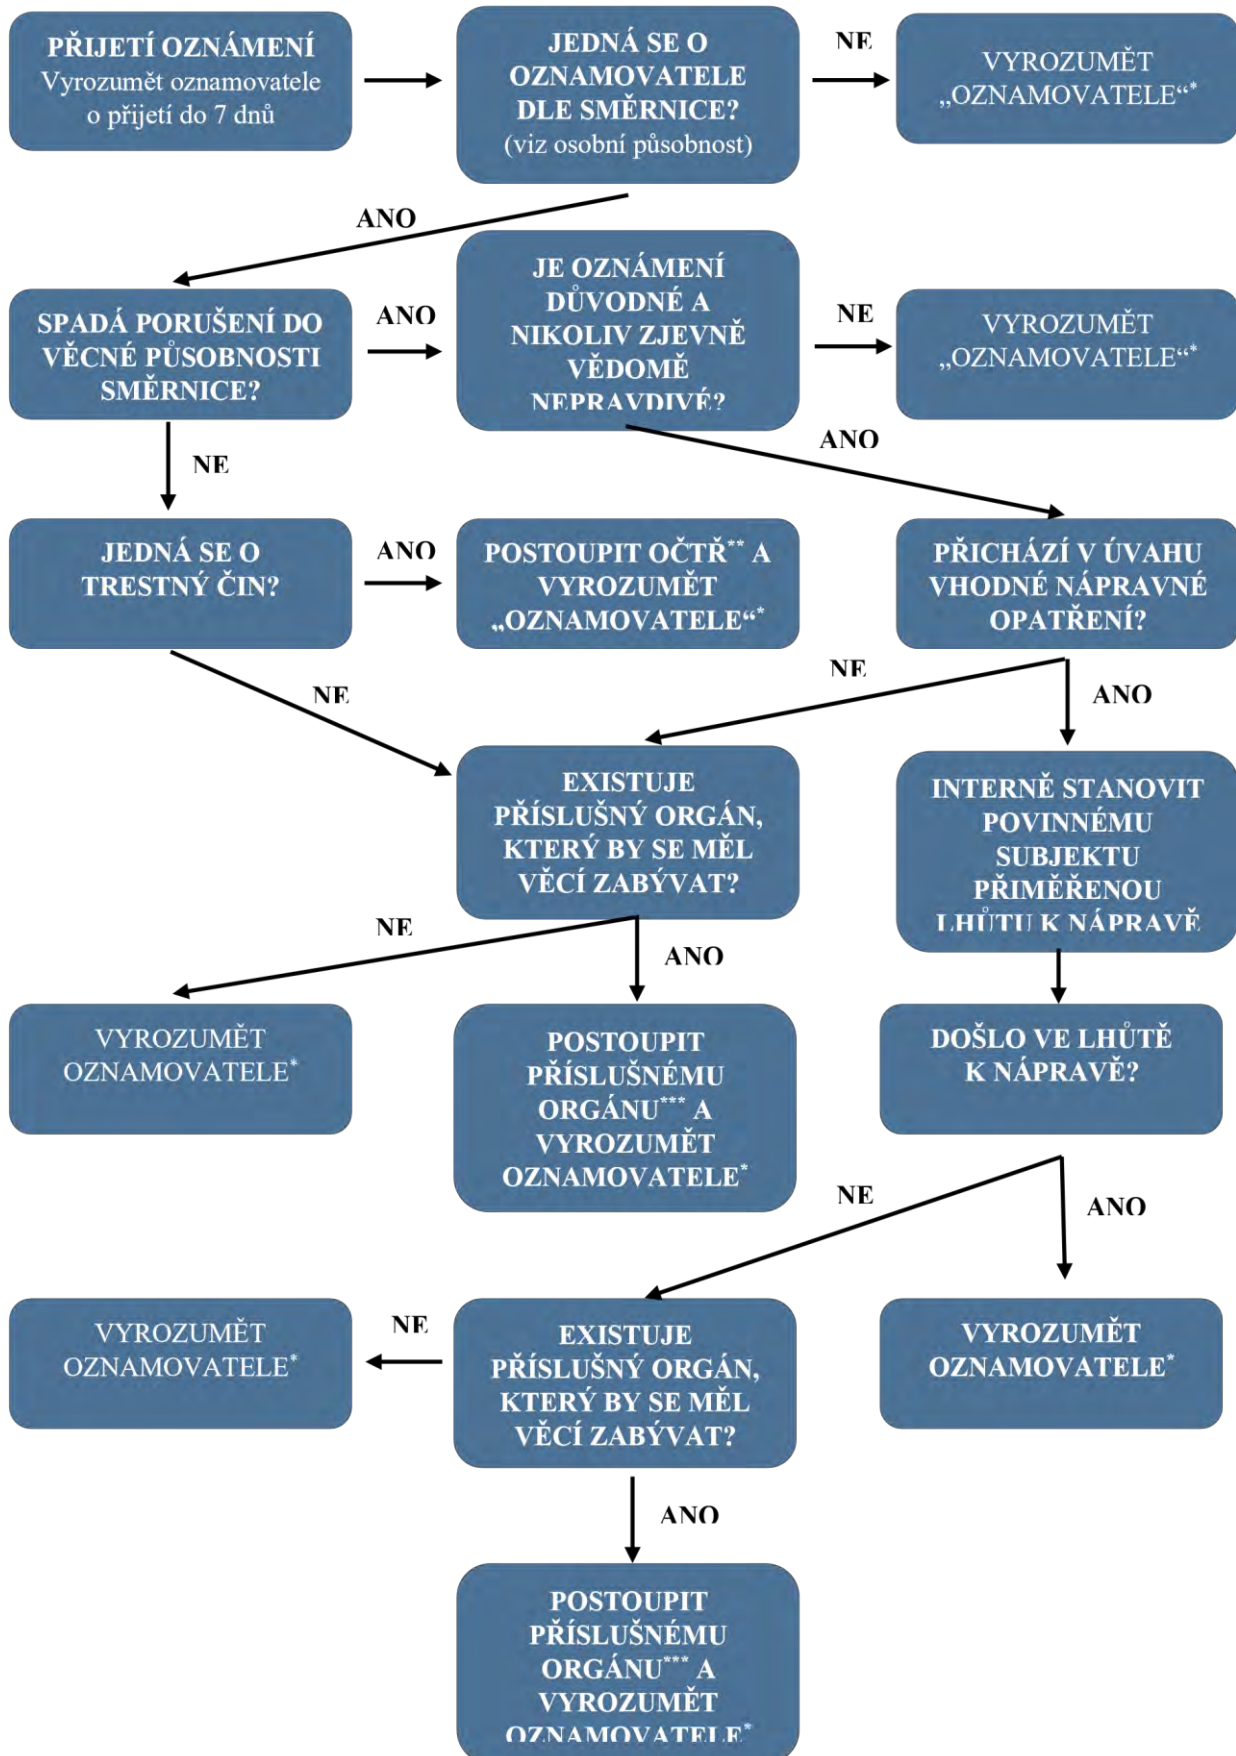 PŘIJETÍ OZNÁMENÍ
Vyrozumět oznamovatele
o přijetí do 7 dnů
JEDNÁ SE O
OZNAMOVATELE
DLE SMĚRNICE?
(viz osobní působnost)
NE
VYROZUMĚT
„OZNAMOVATELE“*
ANO
SPADÁ PORUŠENÍ DO
VĚCNÉ PŮSOBNOSTI
SMĚRNICE?
ANO
JE OZNÁMENÍ
DŮVODNÉ A
NIKOLIV ZJEVNĚ
VĚDOMĚ
NEPRAVDIVÉ?
NE
VYROZUMĚT
„OZNAMOVATELE“*
ANO
NE
JEDNÁ SE O
TRESTNÝ ČIN?
ANO
POSTOUPIT OČTŘ** A
VYROZUMĚT
„OZNAMOVATELE“*
PŘICHÁZÍ V ÚVAHU
VHODNÉ NÁPRAVNÉ
OPATŘENÍ?
NE
NE
ANO
EXISTUJE
PŘÍSLUŠNÝ ORGÁN,
KTERÝ BY SE MĚL
VĚCÍ ZABÝVAT?
INTERNĚ STANOVIT
POVINNÉMU
SUBJEKTU
PŘIMĚŘENOU
LHŮTU K NÁPRAVĚ
NE
ANO
VYROZUMĚT
OZNAMOVATELE*
POSTOUPIT
PŘÍSLUŠNÉMU
ORGÁNU*** A
VYROZUMĚT
OZNAMOVATELE*
DOŠLO VE LHŮTĚ
K NÁPRAVĚ?
NE
ANO
VYROZUMĚT
OZNAMOVATELE*
NE
EXISTUJE
PŘÍSLUŠNÝ ORGÁN,
KTERÝ BY SE MĚL
VĚCÍ ZABÝVAT?
VYROZUMĚT
OZNAMOVATELE*
ANO
POSTOUPIT
PŘÍSLUŠNÉMU
ORGÁNU*** A
VYROZUMĚT
OZNAMOVATELE*